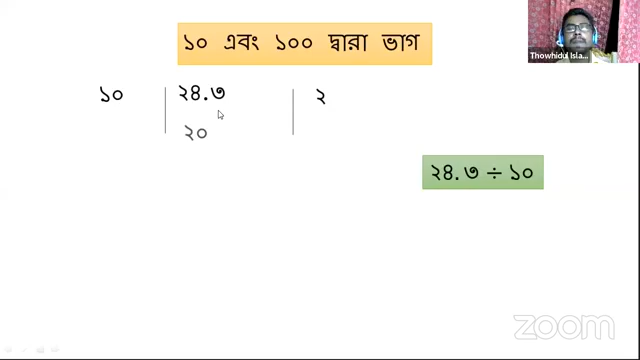 ১০ এবং ১০০ দ্বারা ভাগ
Thowhidul Isla...
১০ ২৪.৩ ২
২০
২৪.৩ ÷ ১০
zoom